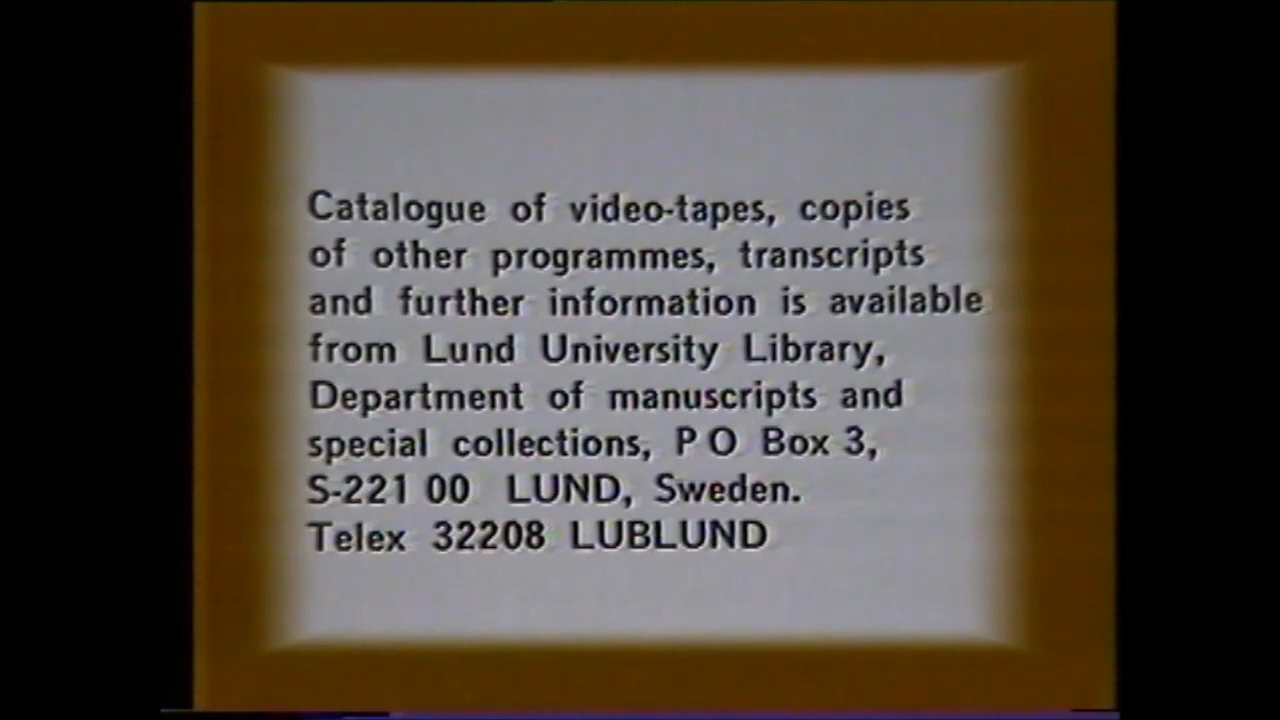 Catalogue of video-tapes, copies
of other programmes, transcripts
and further information is available
from Lund University Library,
Department of manuscripts and
special collections, P O Box 3,
S-221 00 LUND, Sweden.
Telex 32208 LUBLUND